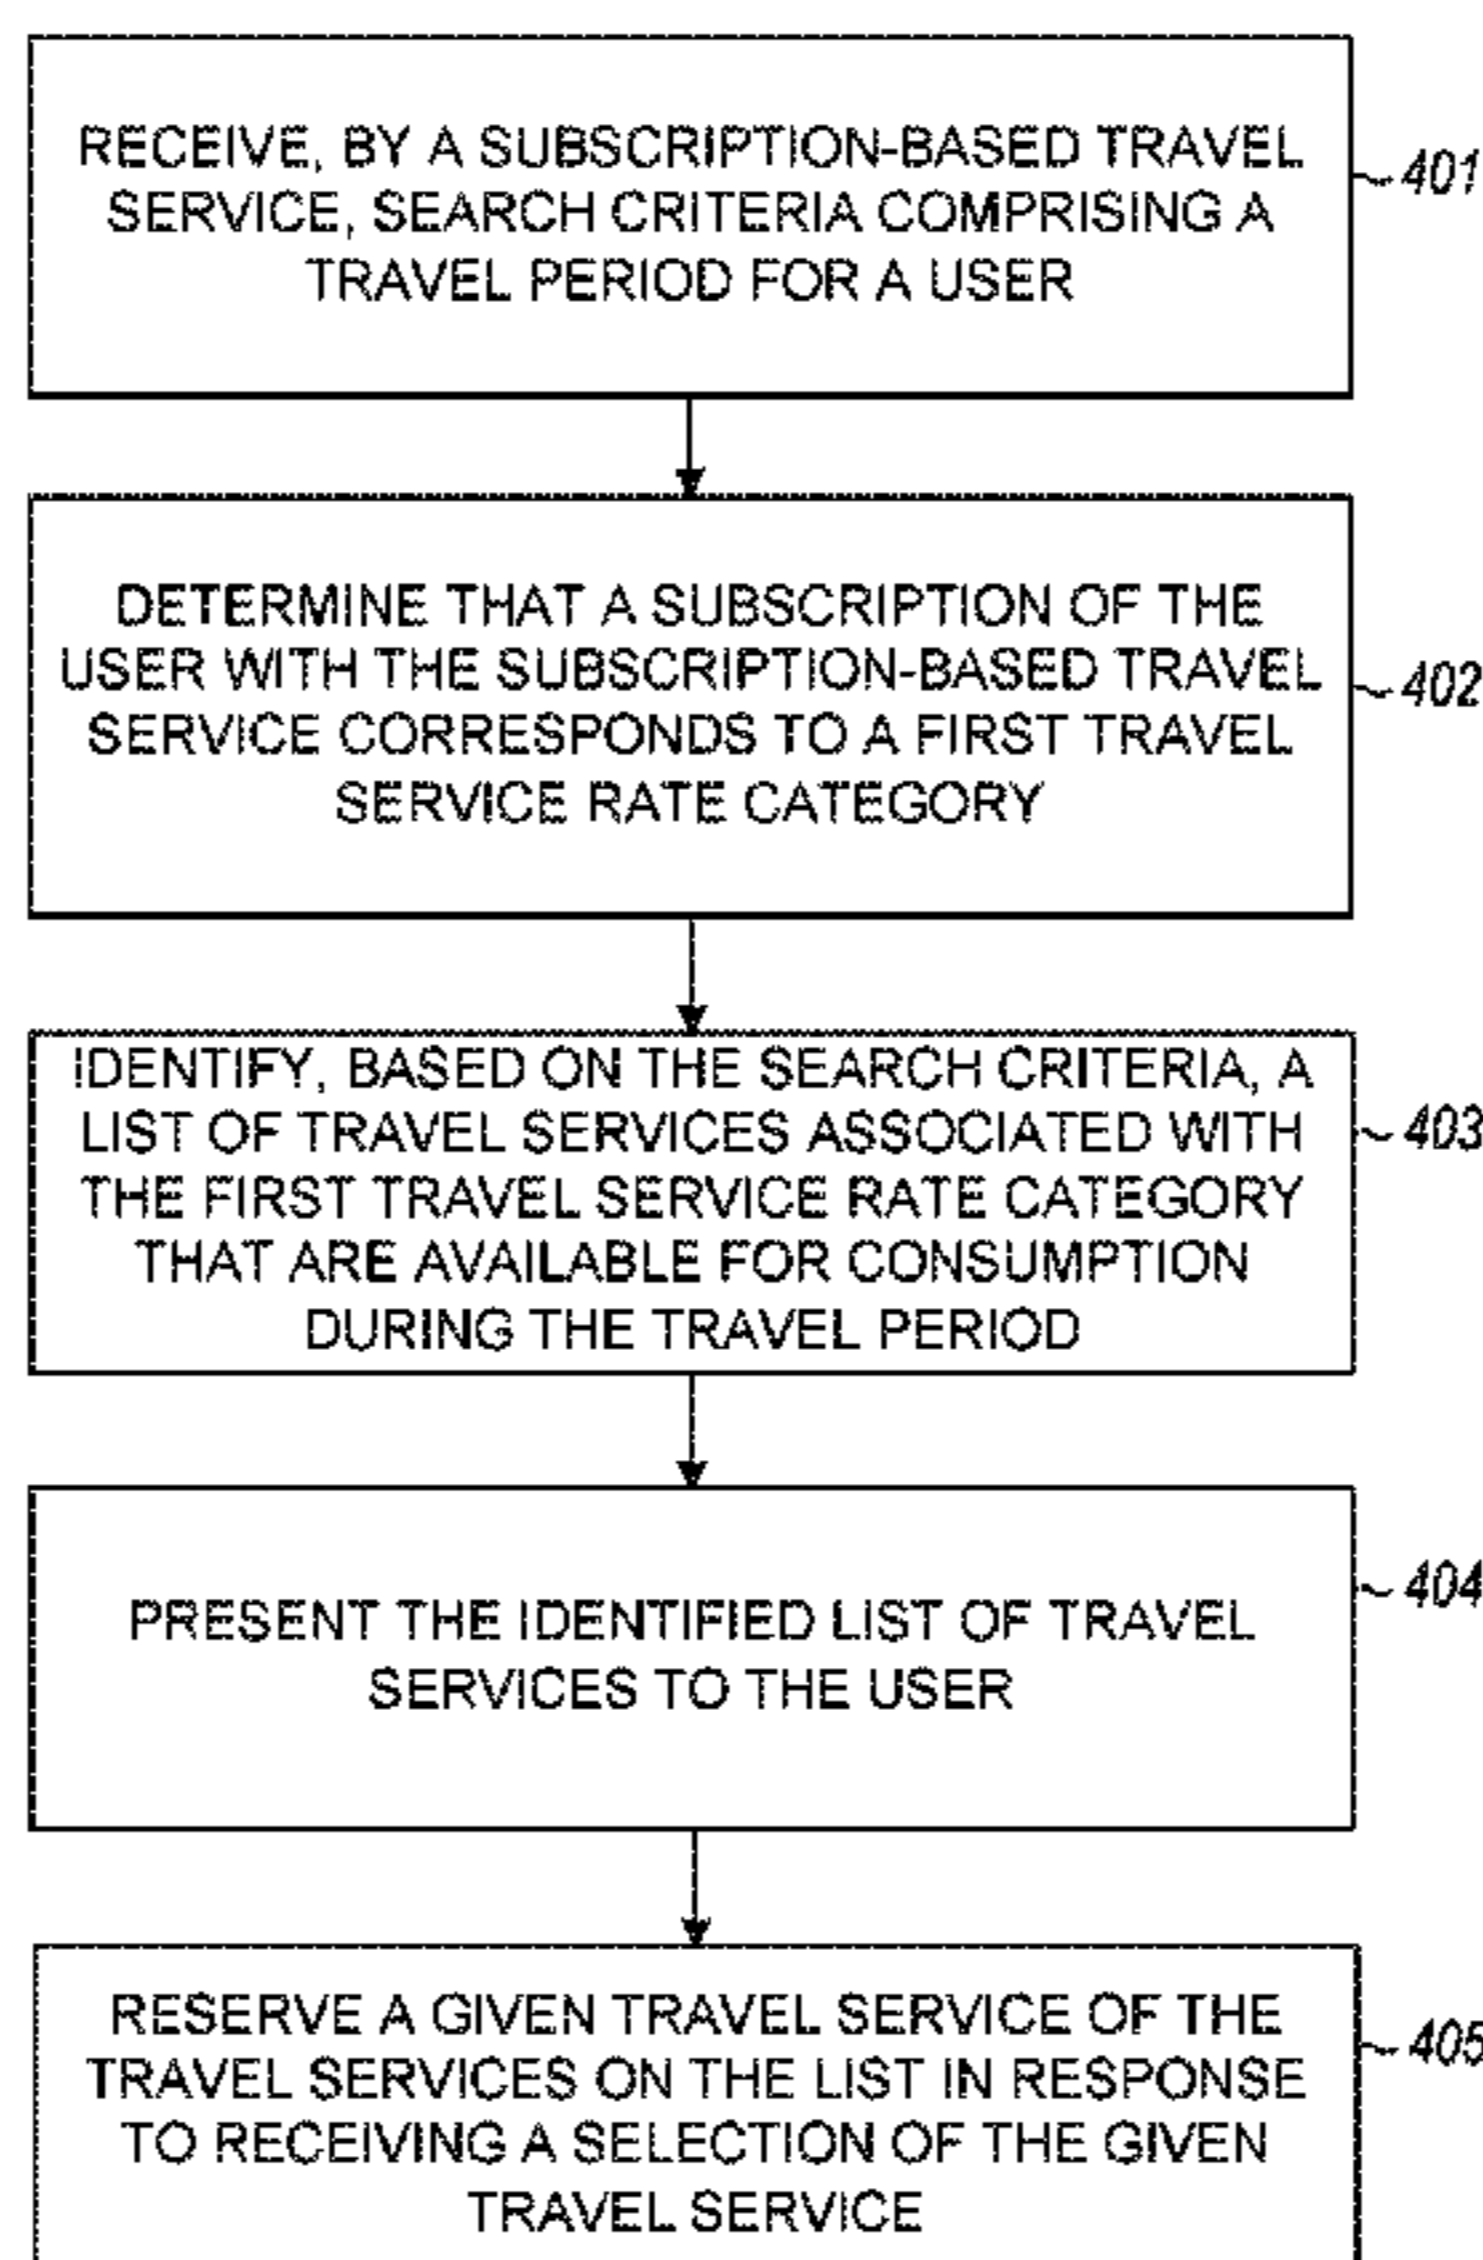 RECEIVE, BY A SUBSCRIPTION-BASED TRAVEL
SERVICE, SEARCH CRITERIA COMPRISING A
TRAVEL PERIOD FOR A USER
401
DETERMINE THAT A SUBSCRIPTION OF THE
USER WITH THE SUBSCRIPTION-BASED TRAVEL
SERVICE CORRESPONDS TO A FIRST TRAVEL
SERVICE RATE CATEGORY
402
IDENTIFY, BASED ON THE SEARCH CRITERIA, A
LIST OF TRAVEL SERVICES ASSOCIATED WITH
THE FIRST TRAVEL SERVICE RATE CATEGORY
THAT ARE AVAILABLE FOR CONSUMPTION
DURING THE TRAVEL PERIOD
403
PRESENT THE IDENTIFIED LIST OF TRAVEL
SERVICES TO THE USER
404
RESERVE A GIVEN TRAVEL SERVICE OF THE
TRAVEL SERVICES ON THE LIST IN RESPONSE
TO RECEIVING A SELECTION OF THE GIVEN
TRAVEL SERVICE
405